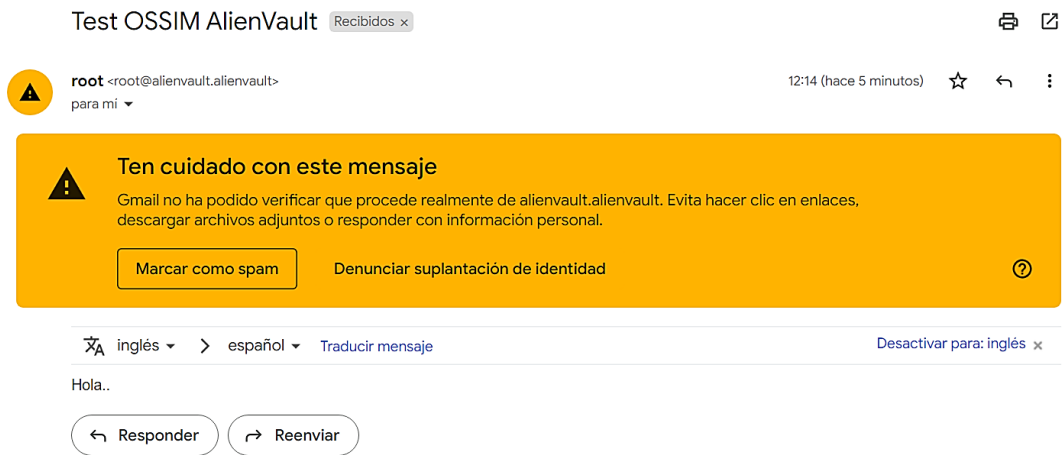 Test OSSIM AlienVault Recibidos ×
root <root@alienvault.alienvault> 12:14 (hace 5 minutos)
para mi
Ten cuidado con este mensaje
Gmail no ha podido verificar que procede realmente de alienvault.alienvault. Evita hacer clic en enlaces,
descargar archivos adjuntos o responder con información personal.
Marcar como spam Denunciar suplantación de identidad
inglés > español Traducir mensaje Desactivar para: inglés ×
Hola..
Responder Reenviar